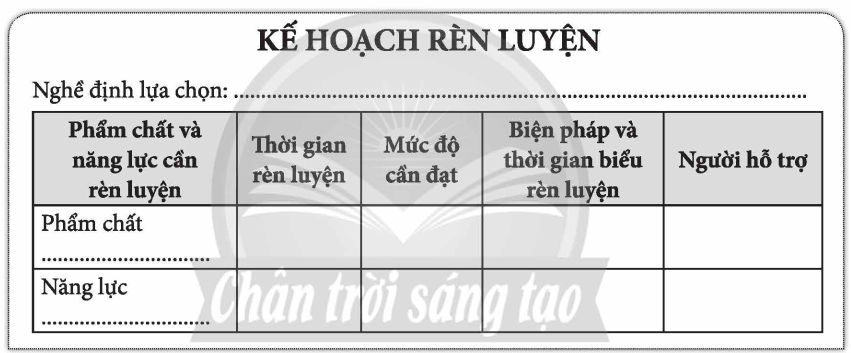 KẾ HOẠCH RÈN LUYỆN
Nghề định lựa chọn: ........................................................................................................
Phẩm chất và năng lực cần rèn luyện
Thời gian rèn luyện
Mức độ cần đạt
Biện pháp và thời gian biểu rèn luyện
Người hỗ trợ
Phẩm chất
..............................
Năng lực
..............................
Chân trời sáng tạo